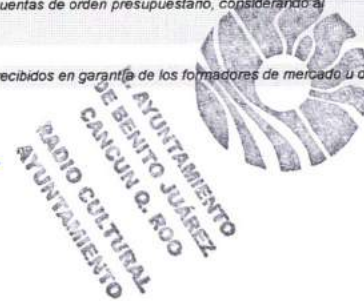 uentas de orden presupuestario, considerando al
ecibidos en garantía de los formadores de mercado u o
H. AYUNTAMIENTO
DE BENITO JUÁREZ
CANCUN Q. ROO
RADIO CULTURAL
AYUNTAMIENTO